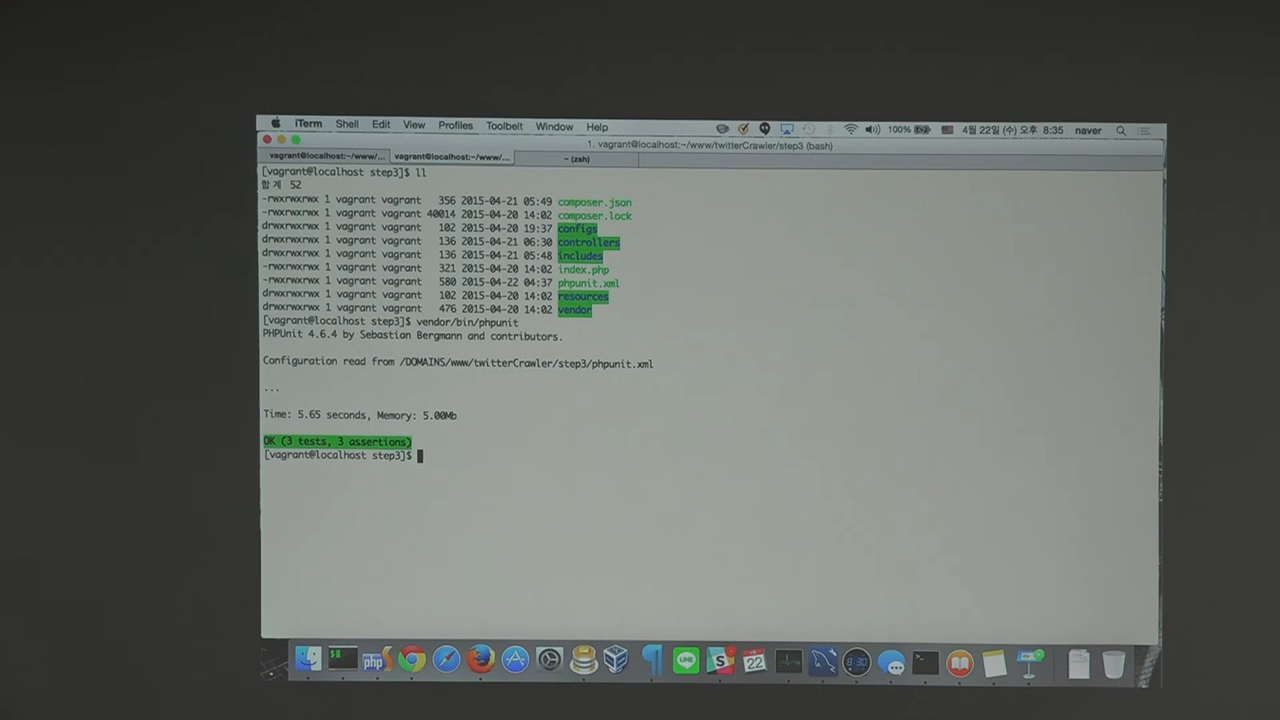 iTerm Shell Edit View Profiles Toolbelt Window Help 100% 4월 22일 (수) 오후 8:35 naver
1. vagrant@localhost:~/www/twitterCrawler/step3 (bash)
vagrant@localhost:~/www/... vagrant@localhost:~/www/... ~ (zsh)
[vagrant@localhost step3]$ ll
합계 52
-rwxrwxrwx 1 vagrant vagrant 356 2015-04-21 05:49 composer.json
-rwxrwxrwx 1 vagrant vagrant 40014 2015-04-20 14:02 composer.lock
drwxrwxrwx 1 vagrant vagrant 102 2015-04-20 19:37 configs
drwxrwxrwx 1 vagrant vagrant 136 2015-04-21 06:30 controllers
drwxrwxrwx 1 vagrant vagrant 136 2015-04-21 05:48 includes
-rwxrwxrwx 1 vagrant vagrant 321 2015-04-20 14:02 index.php
-rwxrwxrwx 1 vagrant vagrant 580 2015-04-22 04:37 phpunit.xml
drwxrwxrwx 1 vagrant vagrant 102 2015-04-20 14:02 resources
drwxrwxrwx 1 vagrant vagrant 476 2015-04-20 14:02 vendor
[vagrant@localhost step3]$ vendor/bin/phpunit
PHPUnit 4.6.4 by Sebastian Bergmann and contributors.
Configuration read from /DOMAINS/www/twitterCrawler/step3/phpunit.xml
...
Time: 5.65 seconds, Memory: 5.00Mb
OK (3 tests, 3 assertions)
[vagrant@localhost step3]$
php LINE S 22 8:30